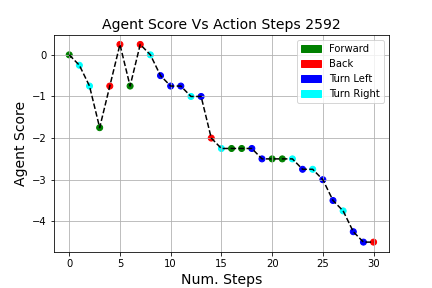 Agent Score Vs Action Steps 2592
Forward
Back
Turn Left
Turn Right
Agent Score
0
−1
−2
−3
−4
0 5 10 15 20 25 30
Num. Steps